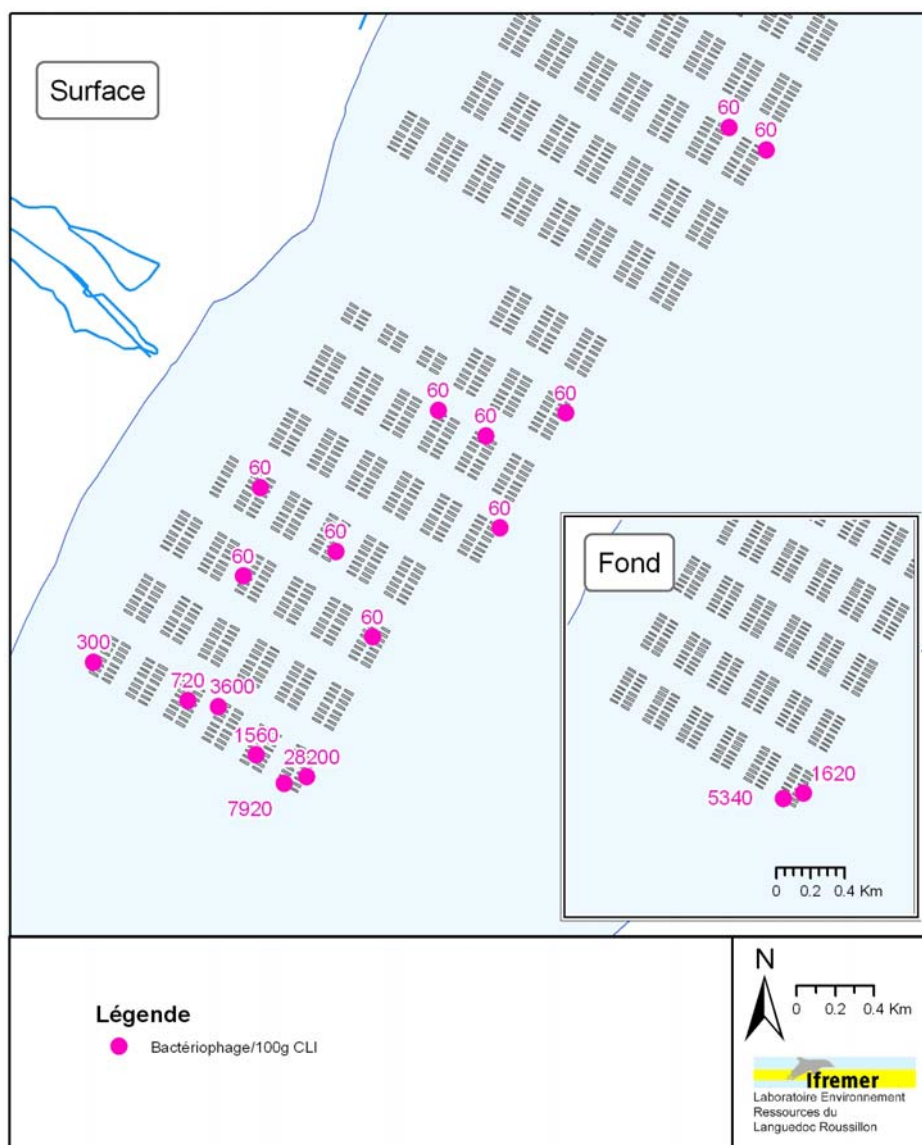 Surface
60
60
60
60
60
60
60
60
60
60
300
720
3600
1560
28200
7920
Fond
1620
5340
0 0.2 0.4 Km
Légende
Bactériophage/100g CLI
N
0 0.2 0.4 Km
Ifremer
Laboratoire Environnement
Ressources du
Languedoc Roussillon